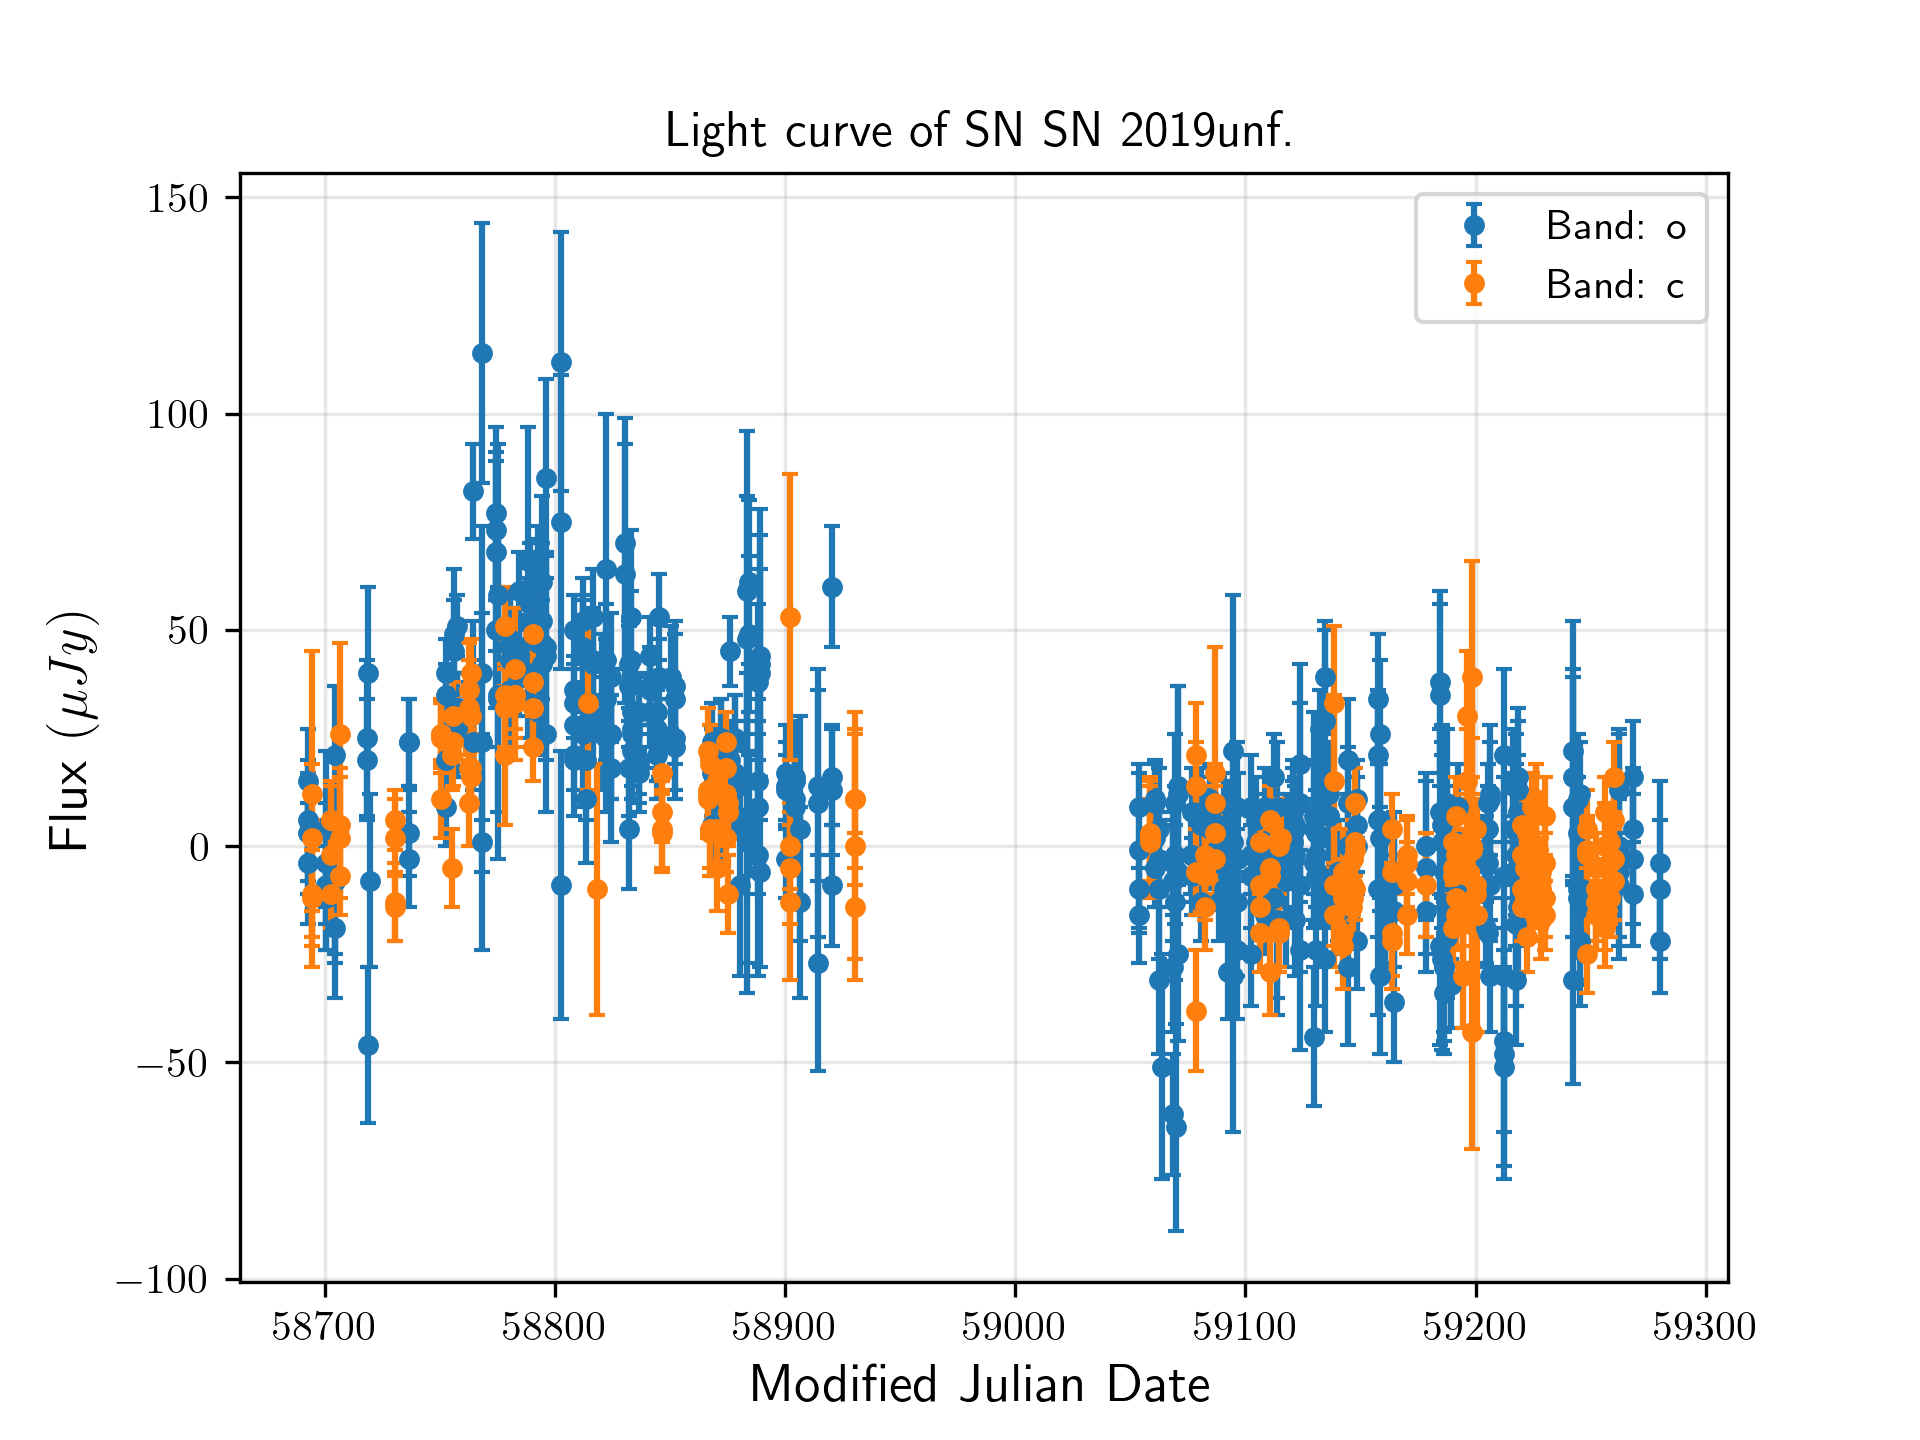 Light curve of SN SN 2019unf.
150
100
50
0
−50
−100
Flux (μJy)
Band: o
Band: c
58700 58800 58900 59000 59100 59200 59300
Modified Julian Date